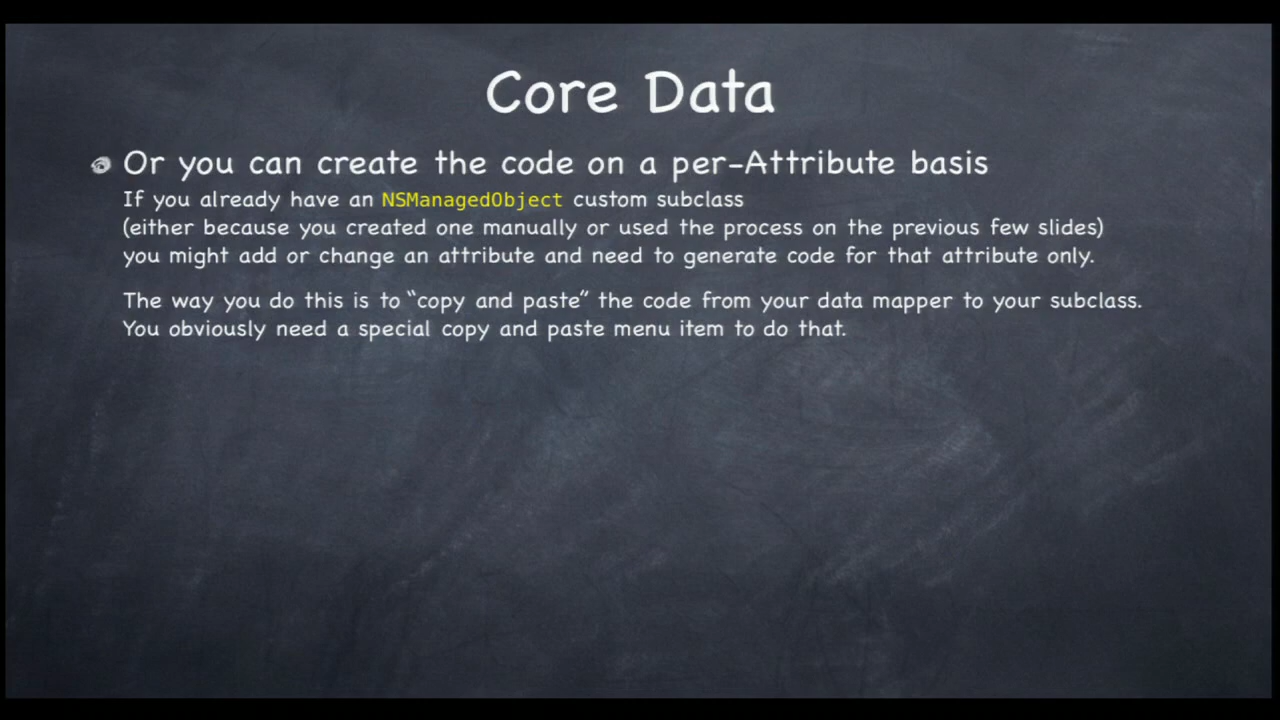 Core Data
Or you can create the code on a per-Attribute basis
If you already have an NSManagedObject custom subclass
(either because you created one manually or used the process on the previous few slides)
you might add or change an attribute and need to generate code for that attribute only.
The way you do this is to “copy and paste” the code from your data mapper to your subclass.
You obviously need a special copy and paste menu item to do that.